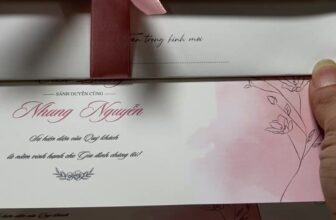 Trân trọng kính mời
SÁNH DUYÊN CÙNG
Nhung Nguyễn
Sự hiện diện của Quý khách
là niềm vinh hạnh cho Gia đình chúng tôi!